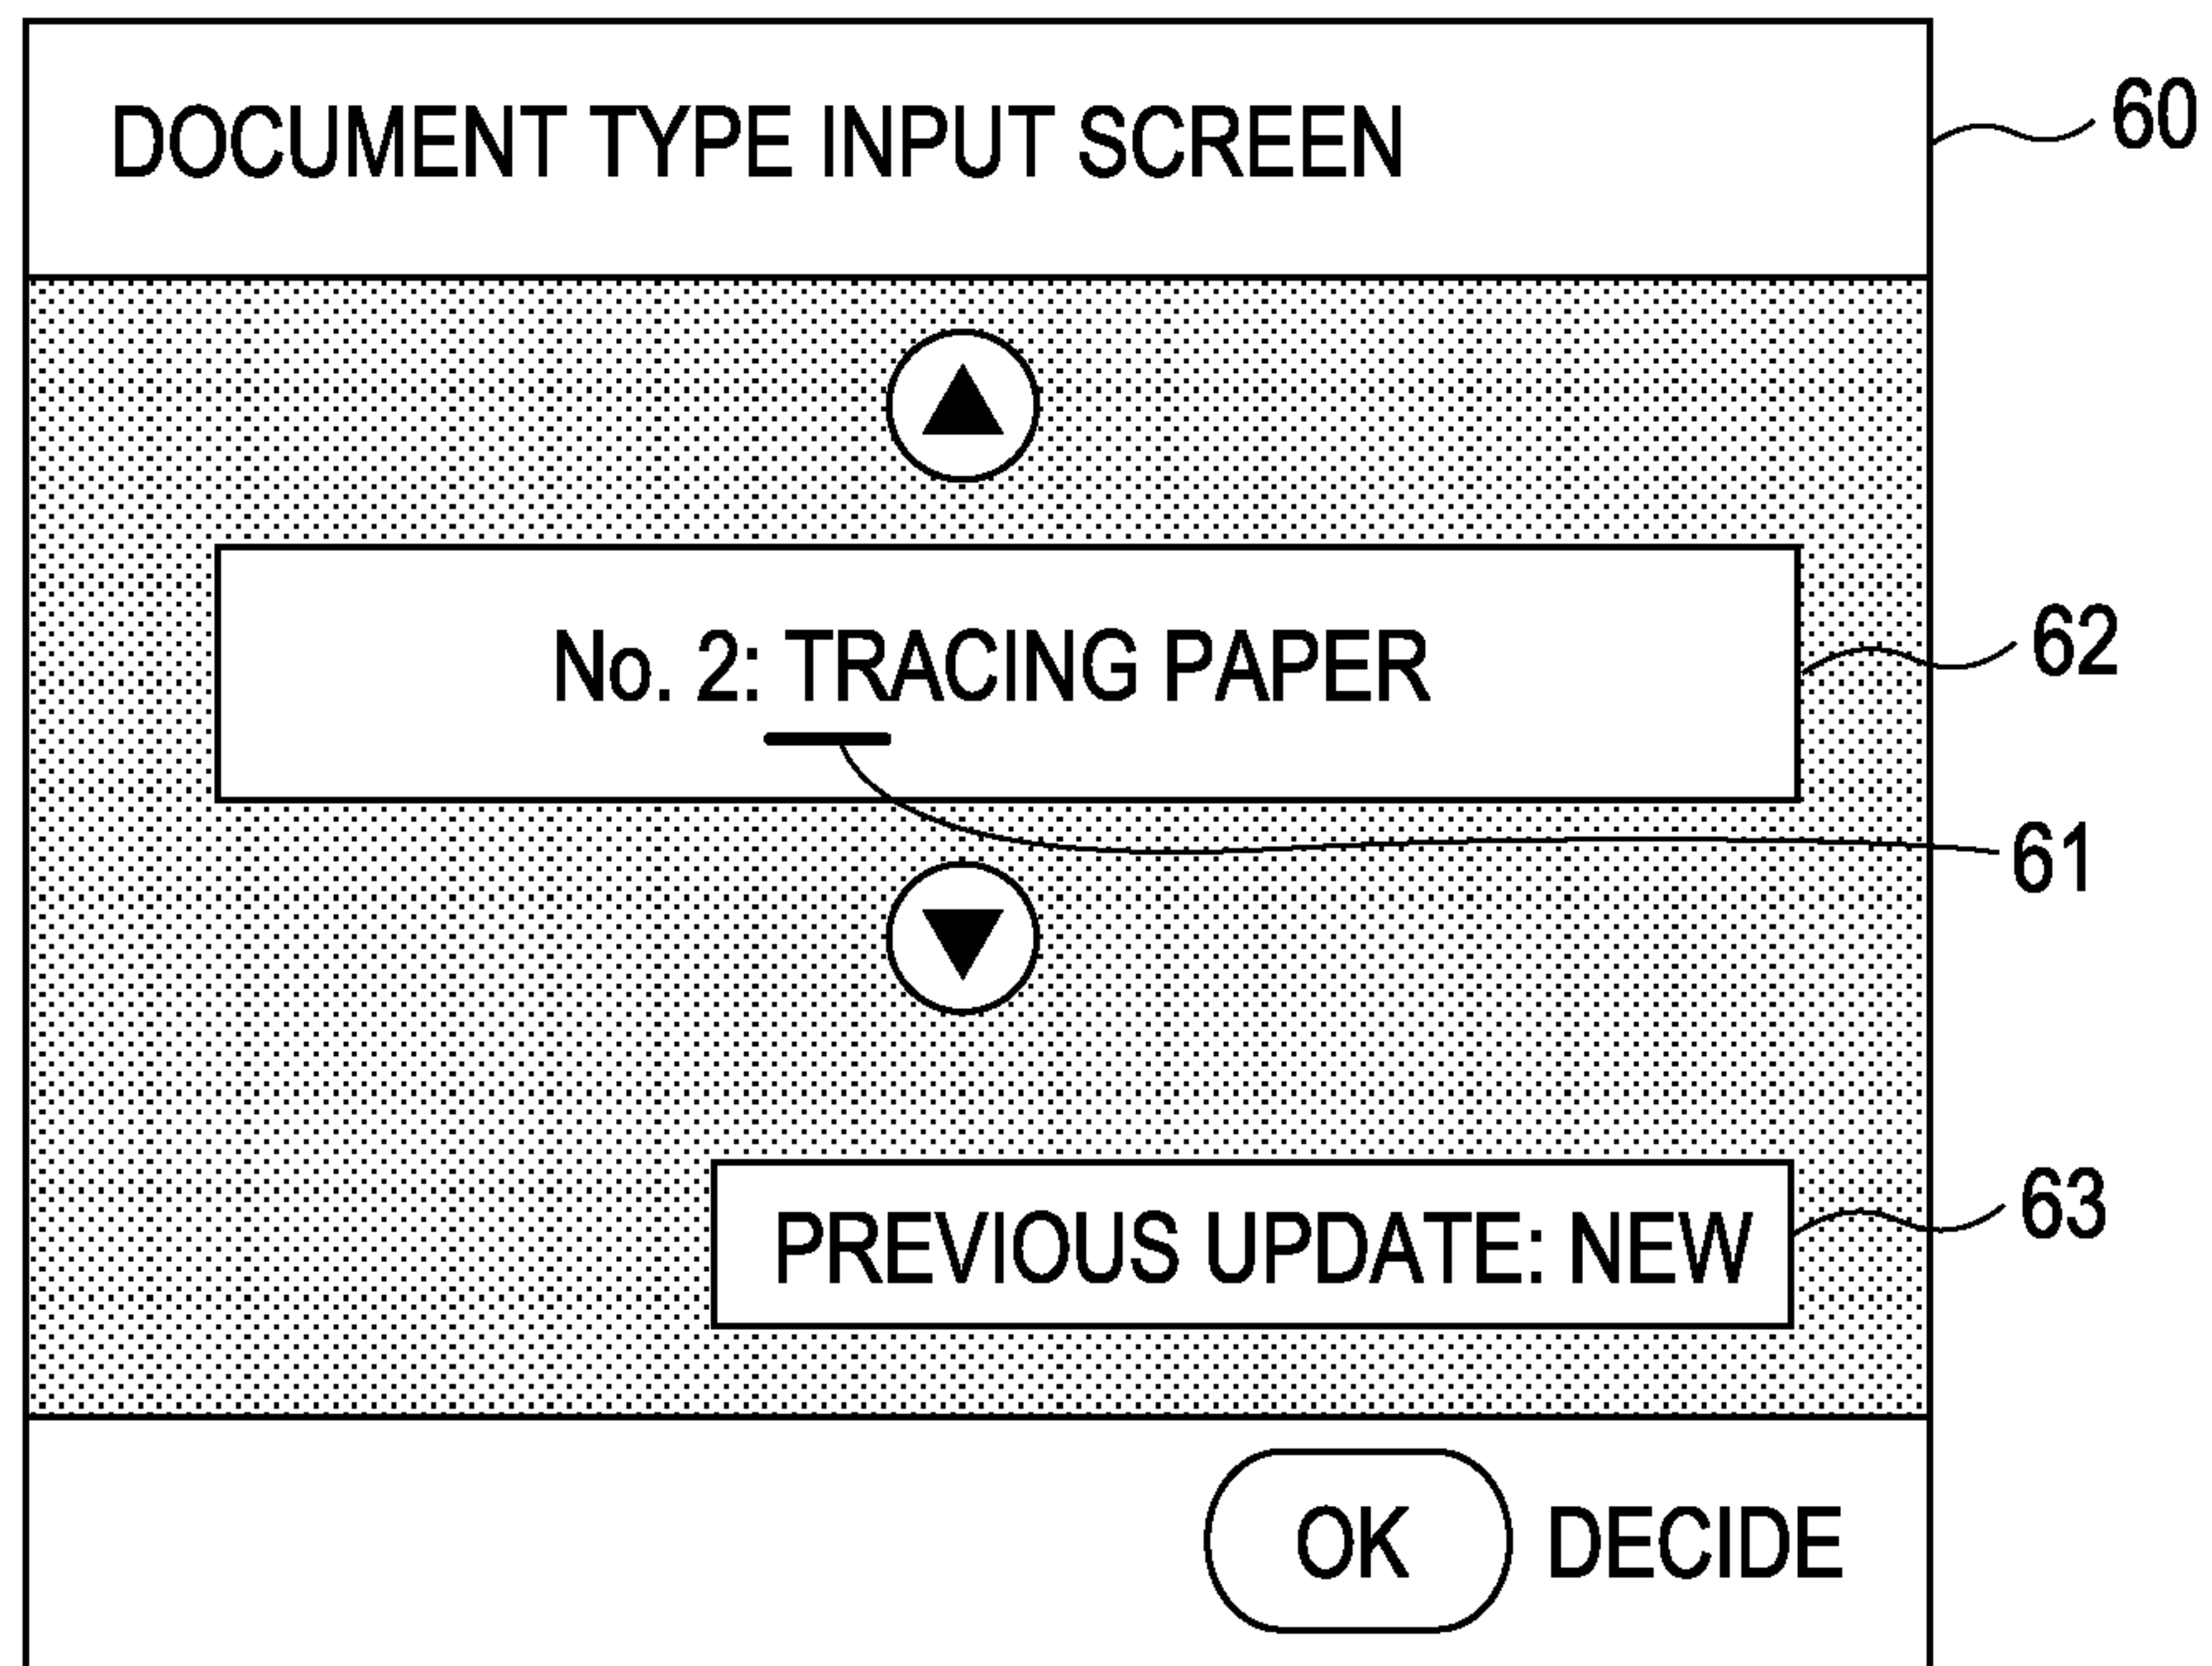 DOCUMENT TYPE INPUT SCREEN
60
No. 2: TRACING PAPER
62
61
PREVIOUS UPDATE: NEW
63
OK DECIDE